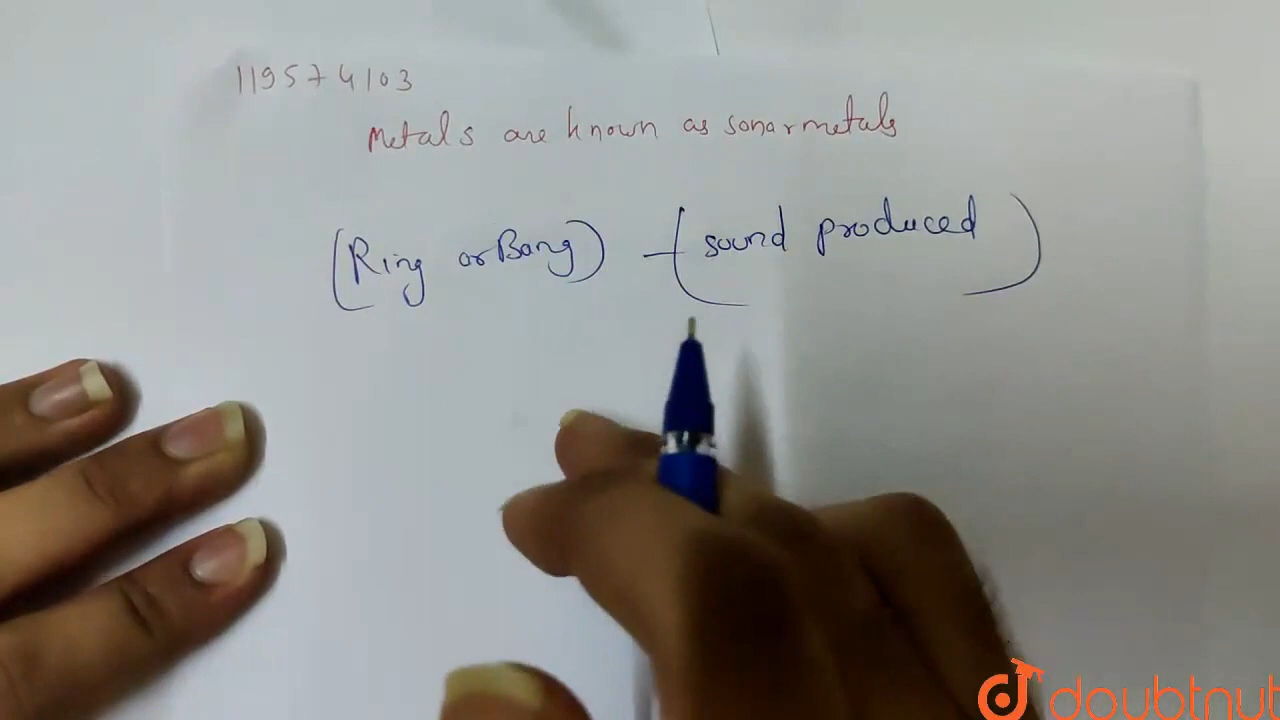 119574103
Metals are known as sonarmetals
(Ring or Bang) – (sound produced)
doubtnut